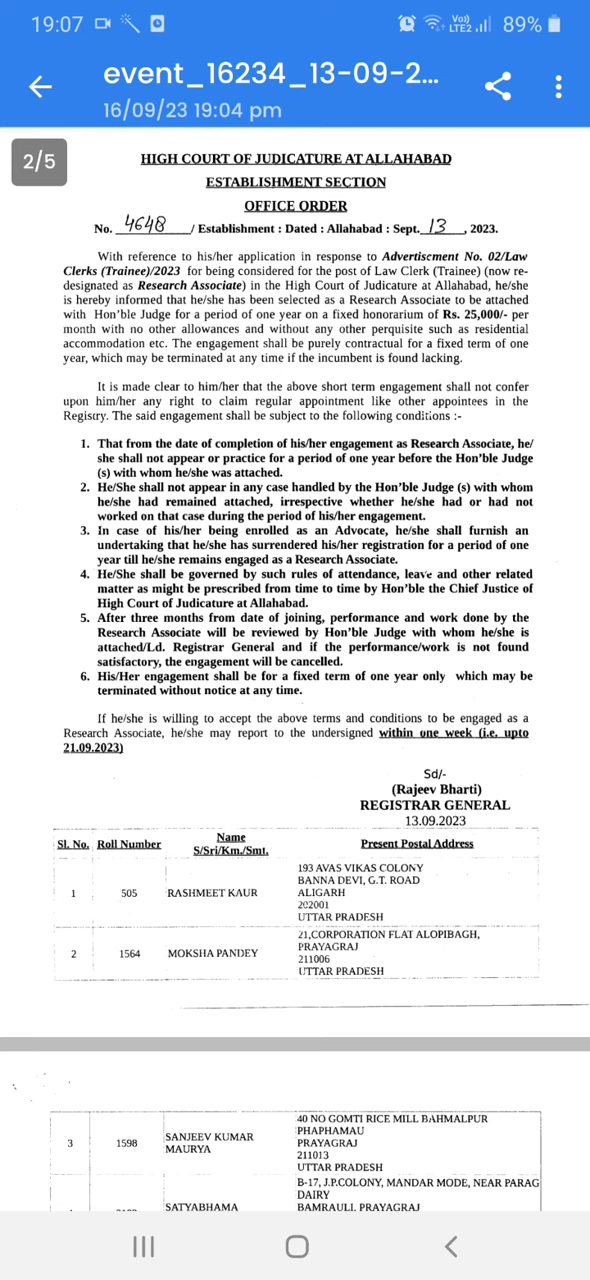 19:07
Vo)) LTE2 89%
event_16234_13-09-2...
16/09/23 19:04 pm
2/5
HIGH COURT OF JUDICATURE AT ALLAHABAD
ESTABLISHMENT SECTION
OFFICE ORDER
No. 4648 / Establishment : Dated : Allahabad : Sept. 13, 2023.
With reference to his/her application in response to Advertisement No. 02/Law
Clerks (Trainee)/2023 for being considered for the post of Law Clerk (Trainee) (now re-
designated as Research Associate) in the High Court of Judicature at Allahabad, he/she
is hereby informed that he/she has been selected as a Research Associate to be attached
with Hon'ble Judge for a period of one year on a fixed honorarium of Rs. 25,000/- per
month with no other allowances and without any other perquisite such as residential
accommodation etc. The engagement shall be purely contractual for a fixed term of one
year, which may be terminated at any time if the incumbent is found lacking.
It is made clear to him/her that the above short term engagement shall not confer
upon him/her any right to claim regular appointment like other appointees in the
Registry. The said engagement shall be subject to the following conditions :-
1. That from the date of completion of his/her engagement as Research Associate, he/
she shall not appear or practice for a period of one year before the Hon'ble Judge
(s) with whom he/she was attached.
2. He/She shall not appear in any case handled by the Hon'ble Judge (s) with whom
he/she had remained attached, irrespective whether he/she had or had not
worked on that case during the period of his/her engagement.
3. In case of his/her being enrolled as an Advocate, he/she shall furnish an
undertaking that he/she has surrendered his/her registration for a period of one
year till he/she remains engaged as a Research Associate.
4. He/She shall be governed by such rules of attendance, leave and other related
matter as might be prescribed from time to time by Hon'ble the Chief Justice of
High Court of Judicature at Allahabad.
5. After three months from date of joining, performance and work done by the
Research Associate will be reviewed by Hon'ble Judge with whom he/she is
attached/Ld. Registrar General and if the performance/work is not found
satisfactory, the engagement will be cancelled.
6. His/Her engagement shall be for a fixed term of one year only which may be
terminated without notice at any time.
If he/she is willing to accept the above terms and conditions to be engaged as a
Research Associate, he/she may report to the undersigned within one week (i.e. upto
21.09.2023)
Sd/-
(Rajeev Bharti)
REGISTRAR GENERAL
13.09.2023
Sl. No. Roll Number Name S/Sri/Km./Smt. Present Postal Address
1 505 RASHMEET KAUR 193 AVAS VIKAS COLONY
BANNA DEVI, G.T. ROAD
ALIGARH
202001
UTTAR PRADESH
2 1564 MOKSHA PANDEY 21,CORPORATION FLAT ALOPIBAGH,
PRAYAGRAJ
211006
UTTAR PRADESH
3 1598 SANJEEV KUMAR MAURYA 40 NO GOMTI RICE MILL BAHMALPUR
PHAPHAMAU
PRAYAGRAJ
211013
UTTAR PRADESH
SATYABHAMA B-17, J.P.COLONY, MANDAR MODE, NEAR PARAG
DAIRY
BAMRAULI, PRAYAGRAJ